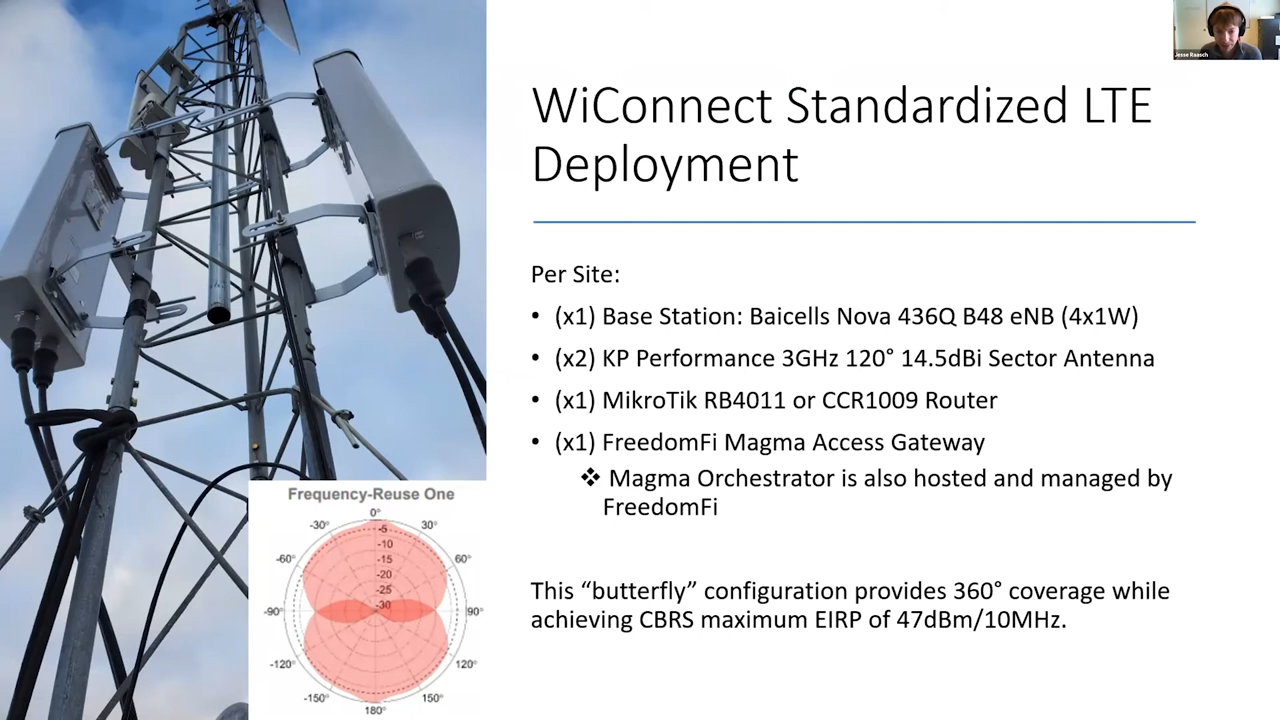 Jesse Raasch
WiConnect Standardized LTE
Deployment
Per Site:
• (x1) Base Station: Baicells Nova 436Q B48 eNB (4x1W)
• (x2) KP Performance 3GHz 120° 14.5dBi Sector Antenna
• (x1) MikroTik RB4011 or CCR1009 Router
• (x1) FreedomFi Magma Access Gateway
❖ Magma Orchestrator is also hosted and managed by
FreedomFi
This “butterfly” configuration provides 360° coverage while
achieving CBRS maximum EIRP of 47dBm/10MHz.
Frequency-Reuse One
0°
-30° 30°
-5
-10
-60° 60°
-15
-20
-25
-30
-90° 90°
-120° 120°
-150° 150°
180°